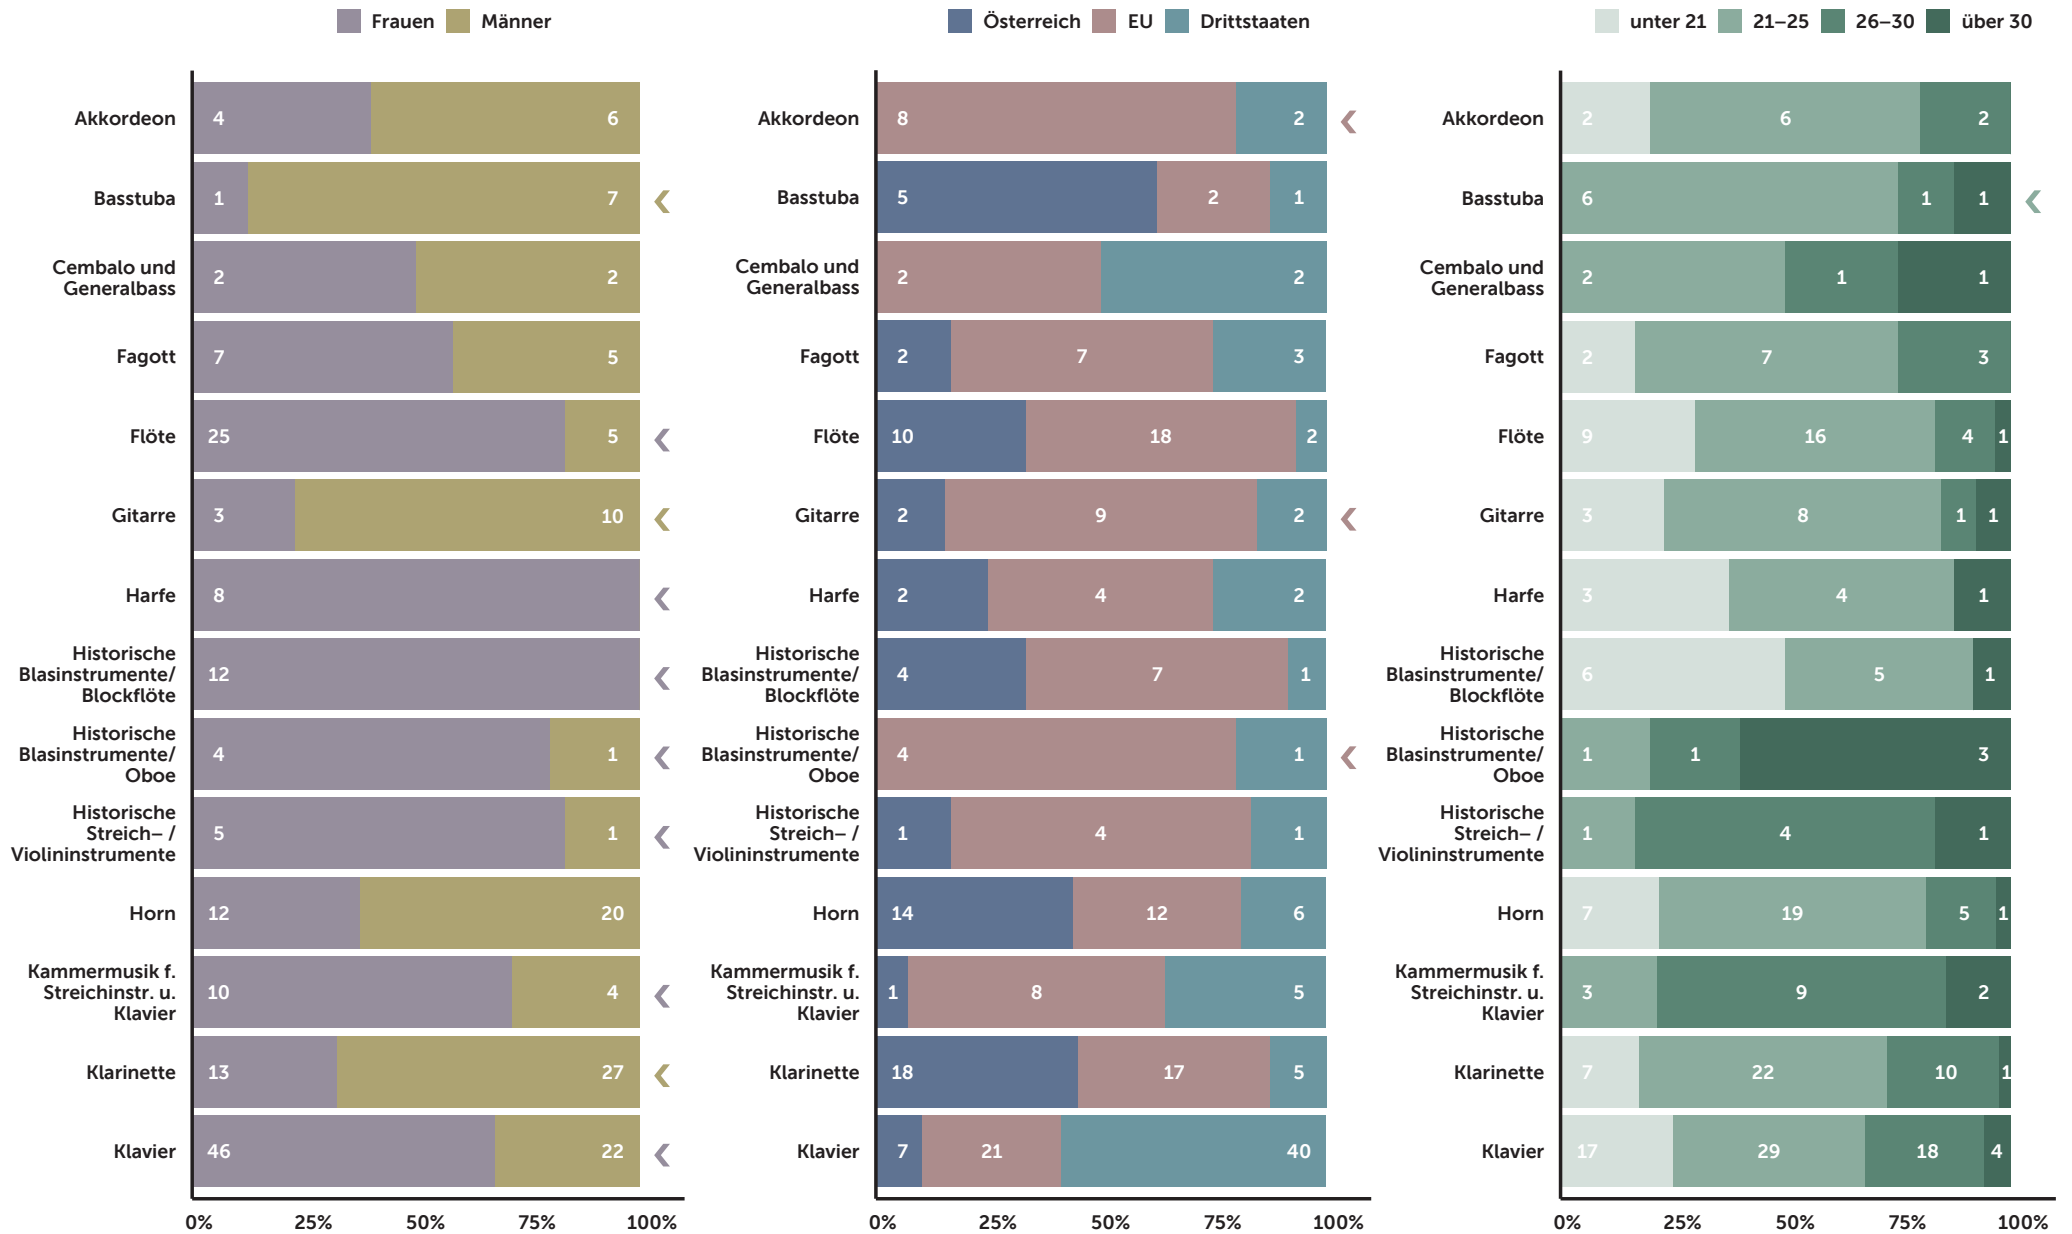 Frauen Männer
Akkordeon 4 6
Basstuba 1 7
Cembalo und
Generalbass 2 2
Fagott 7 5
Flöte 25 5
Gitarre 3 10
Harfe 8
Historische
Blasinstrumente/
Blockflöte 12
Historische
Blasinstrumente/
Oboe 4 1
Historische
Streich– /
Violininstrumente 5 1
Horn 12 20
Kammermusik f.
Streichinstr. u.
Klavier 10 4
Klarinette 13 27
Klavier 46 22
0% 25% 50% 75% 100%
Österreich EU Drittstaaten
Akkordeon 8 2
Basstuba 5 2 1
Cembalo und
Generalbass 2 2
Fagott 2 7 3
Flöte 10 18 2
Gitarre 2 9 2
Harfe 2 4 2
Historische
Blasinstrumente/
Blockflöte 4 7 1
Historische
Blasinstrumente/
Oboe 4 1
Historische
Streich– /
Violininstrumente 1 4 1
Horn 14 12 6
Kammermusik f.
Streichinstr. u.
Klavier 1 8 5
Klarinette 18 17 5
Klavier 7 21 40
0% 25% 50% 75% 100%
unter 21 21–25 26–30 über 30
Akkordeon 2 6 2
Basstuba 6 1 1
Cembalo und
Generalbass 2 1 1
Fagott 2 7 3
Flöte 9 16 4 1
Gitarre 3 8 1 1
Harfe 3 4 1
Historische
Blasinstrumente/
Blockflöte 6 5 1
Historische
Blasinstrumente/
Oboe 1 1 3
Historische
Streich– /
Violininstrumente 1 4 1
Horn 7 19 5 1
Kammermusik f.
Streichinstr. u.
Klavier 3 9 2
Klarinette 7 22 10 1
Klavier 17 29 18 4
0% 25% 50% 75% 100%